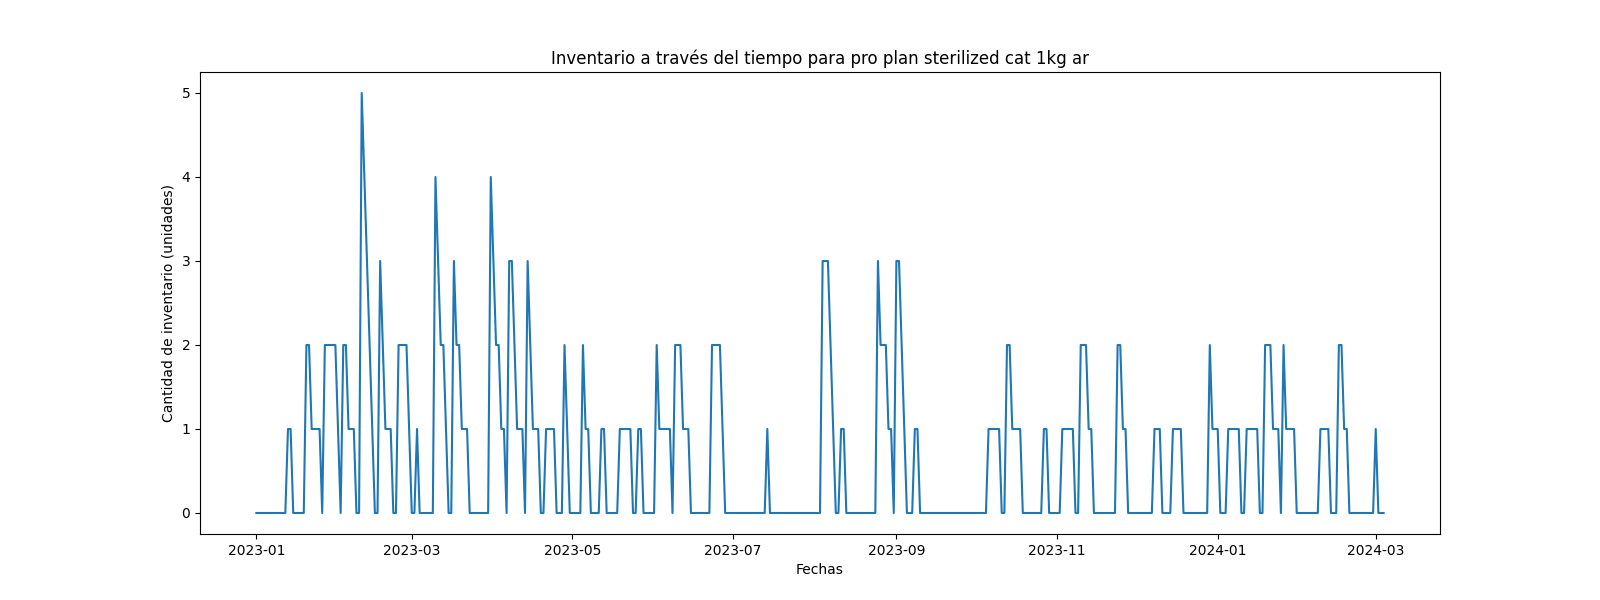 Inventario a través del tiempo para pro plan sterilized cat 1kg ar
Cantidad de inventario (unidades)
5
4
3
2
1
0
2023-01 2023-03 2023-05 2023-07 2023-09 2023-11 2024-01 2024-03
Fechas